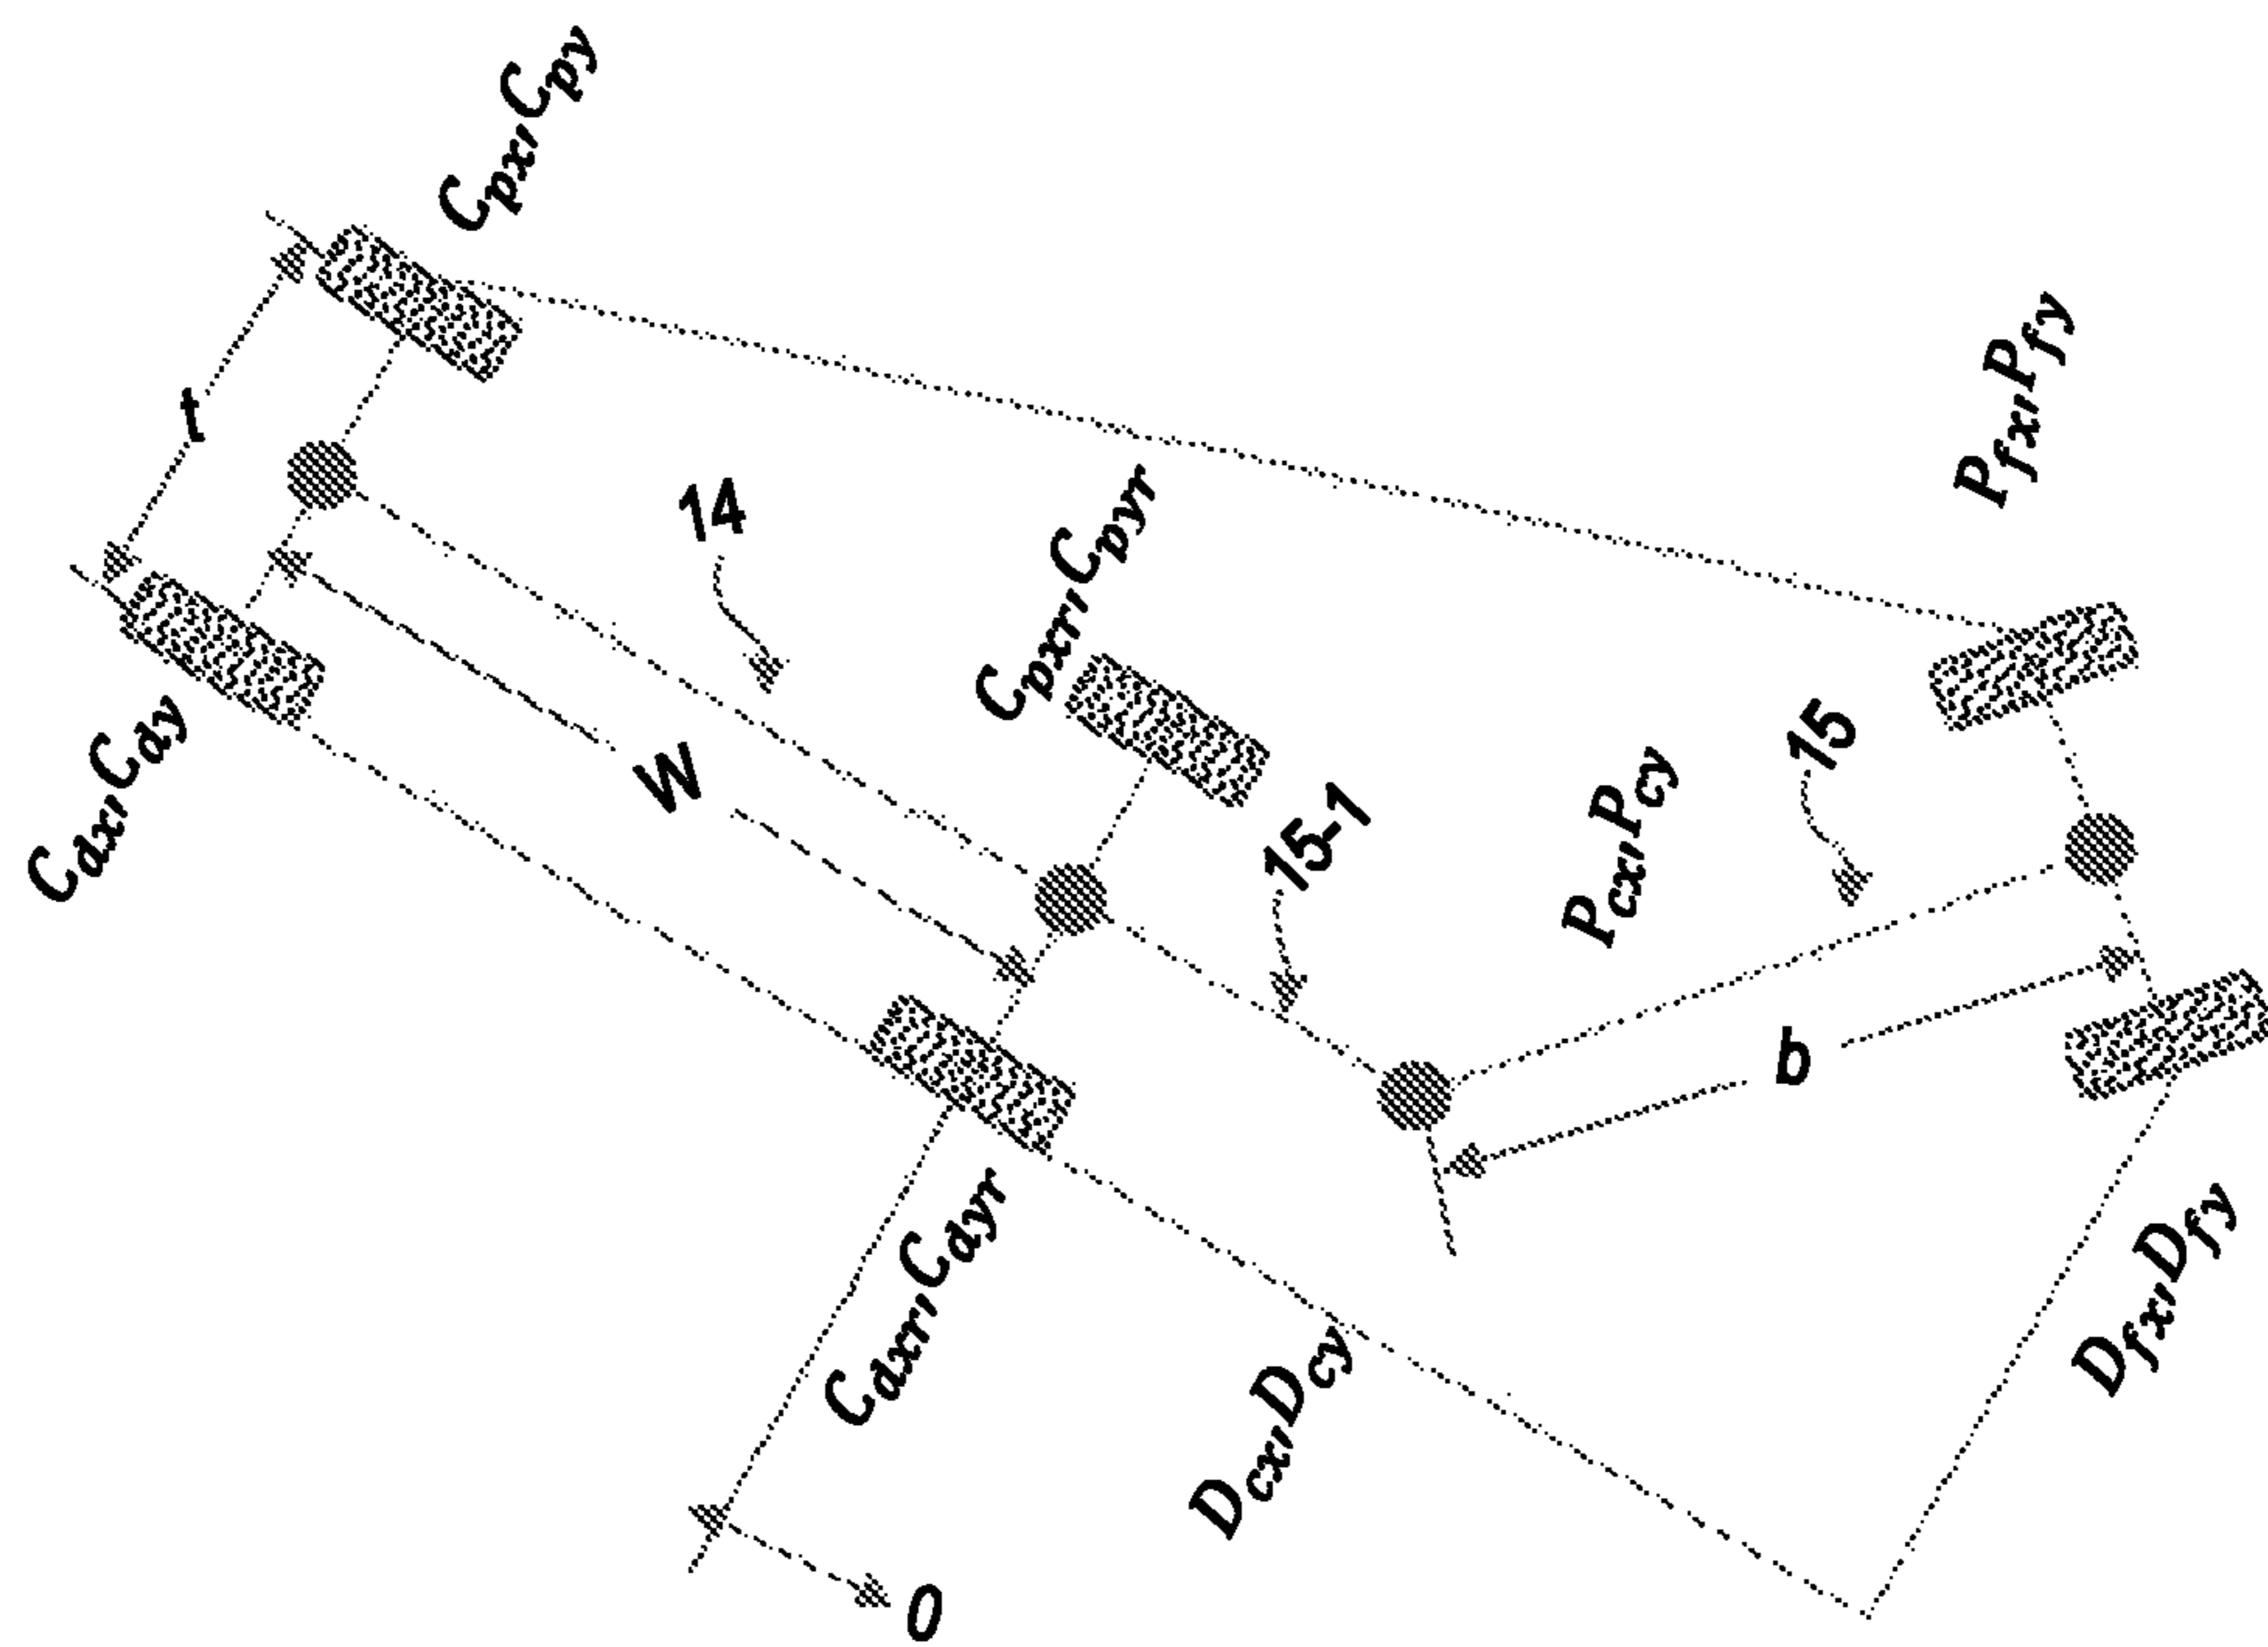 Cpx,Cpy
t
Pfx,Pfy
14
Cpxr,Cpyr
Cdx,Cdy
W
15-1
Pcx,Pcy
15
b
Cdxr,Cdyr
Dcx,Dcy
Dfx,Dfy
0